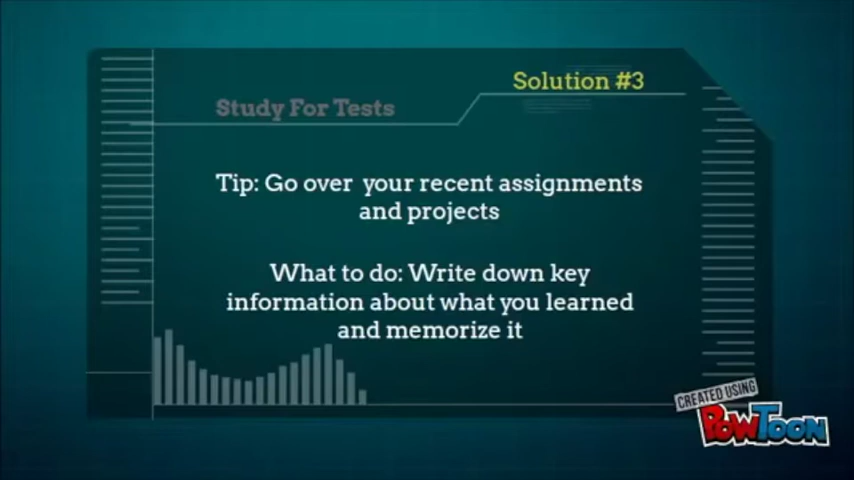 Solution #3
Study For Tests
Tip: Go over your recent assignments
and projects
What to do: Write down key
information about what you learned
and memorize it
CREATED USING
POWTOON